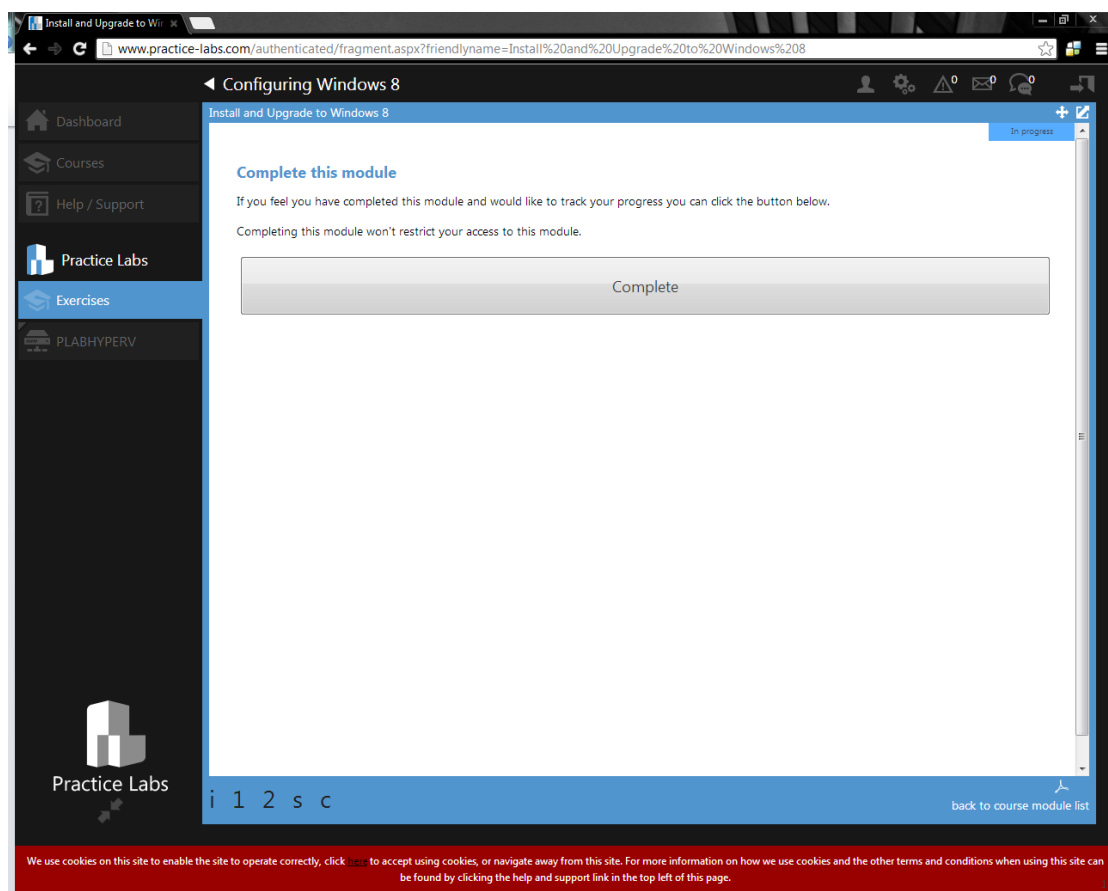 Install and Upgrade to Wir
www.practice-labs.com/authenticated/fragment.aspx?friendlyname=Install%20and%20Upgrade%20to%20Windows%208
Configuring Windows 8
0 0 0
Dashboard
Courses
Help / Support
Practice Labs
Exercises
PLABHYPERV
Install and Upgrade to Windows 8
In progress
Complete this module
If you feel you have completed this module and would like to track your progress you can click the button below.
Completing this module won't restrict your access to this module.
Complete
Practice Labs
i 1 2 s c
back to course module list
We use cookies on this site to enable the site to operate correctly, click here to accept using cookies, or navigate away from this site. For more information on how we use cookies and the other terms and conditions when using this site can
be found by clicking the help and support link in the top left of this page.